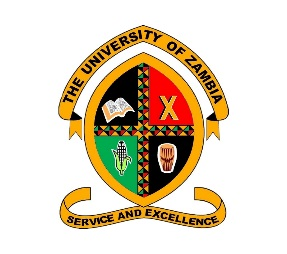 THE UNIVERSITY OF ZAMBIA
SERVICE AND EXCELLENCE